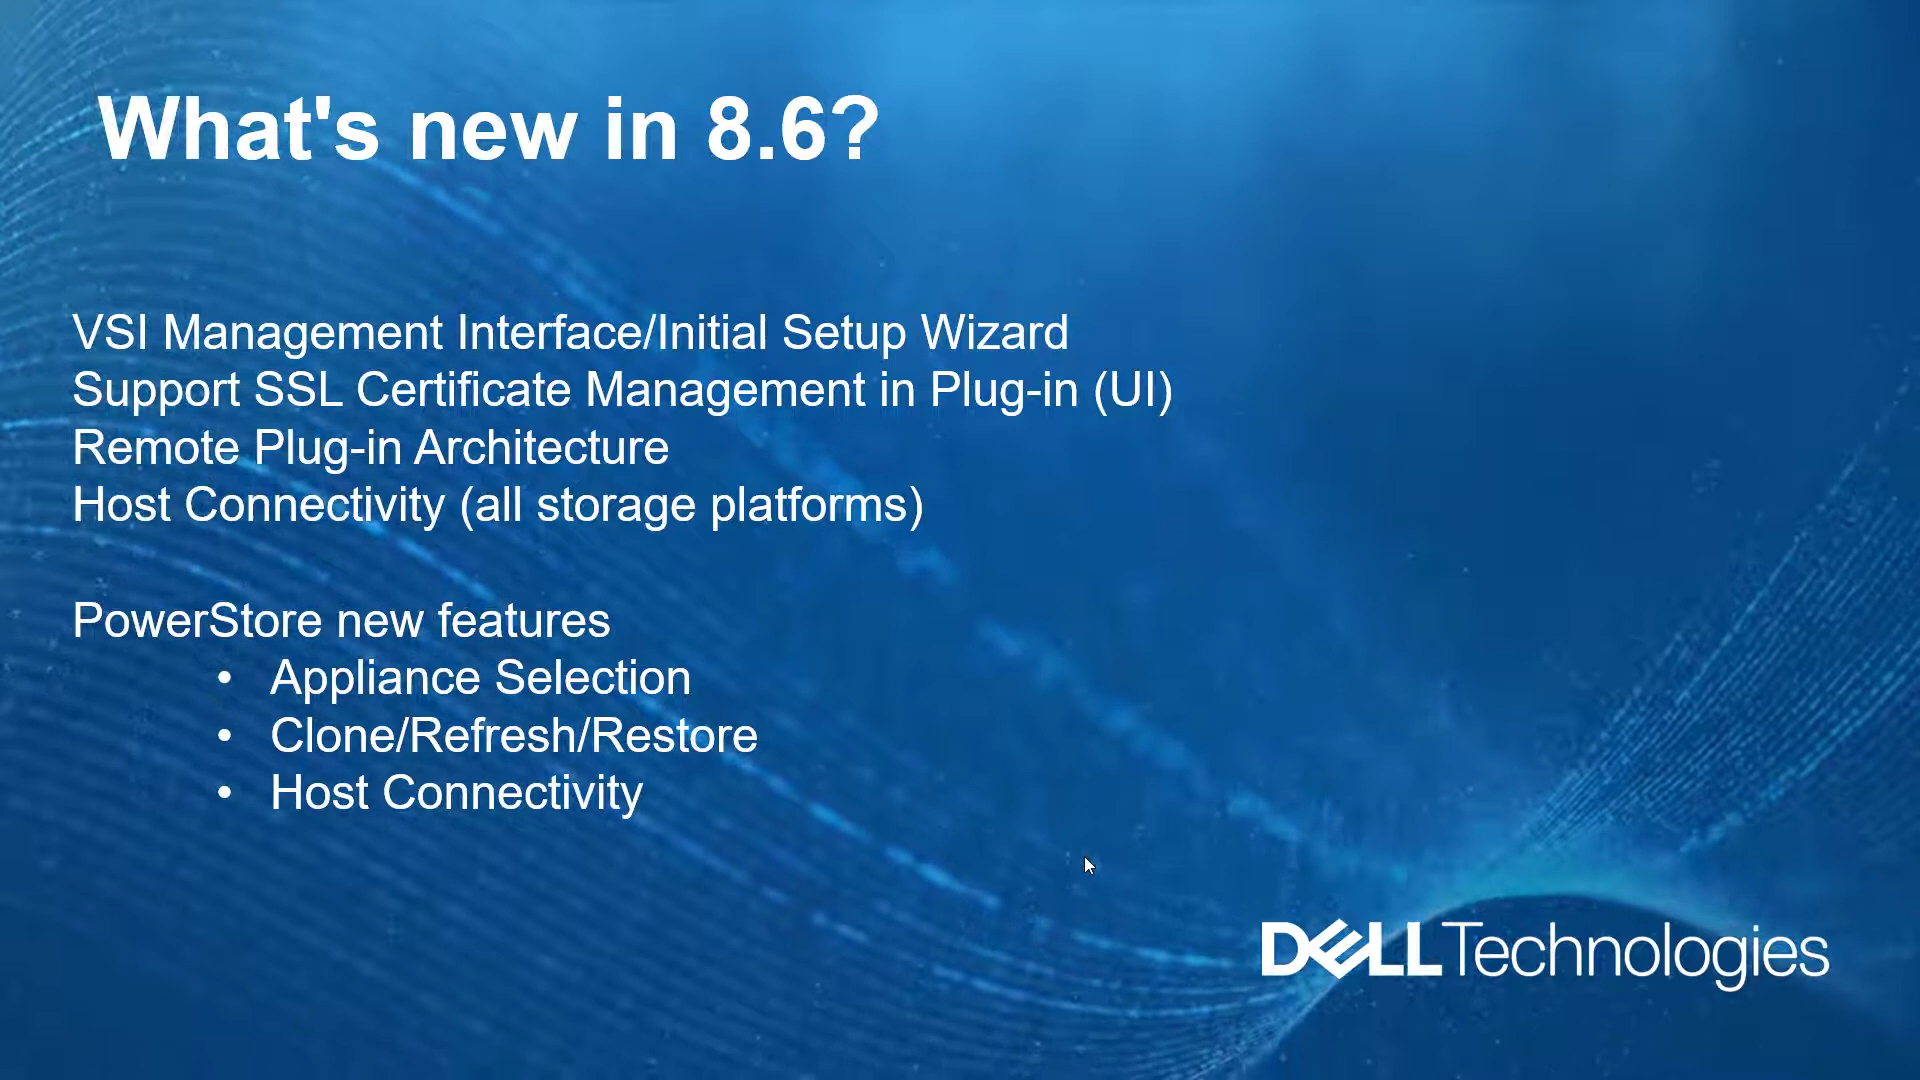 What's new in 8.6?
VSI Management Interface/Initial Setup Wizard
Support SSL Certificate Management in Plug-in (UI)
Remote Plug-in Architecture
Host Connectivity (all storage platforms)
PowerStore new features
• Appliance Selection
• Clone/Refresh/Restore
• Host Connectivity
DELL Technologies